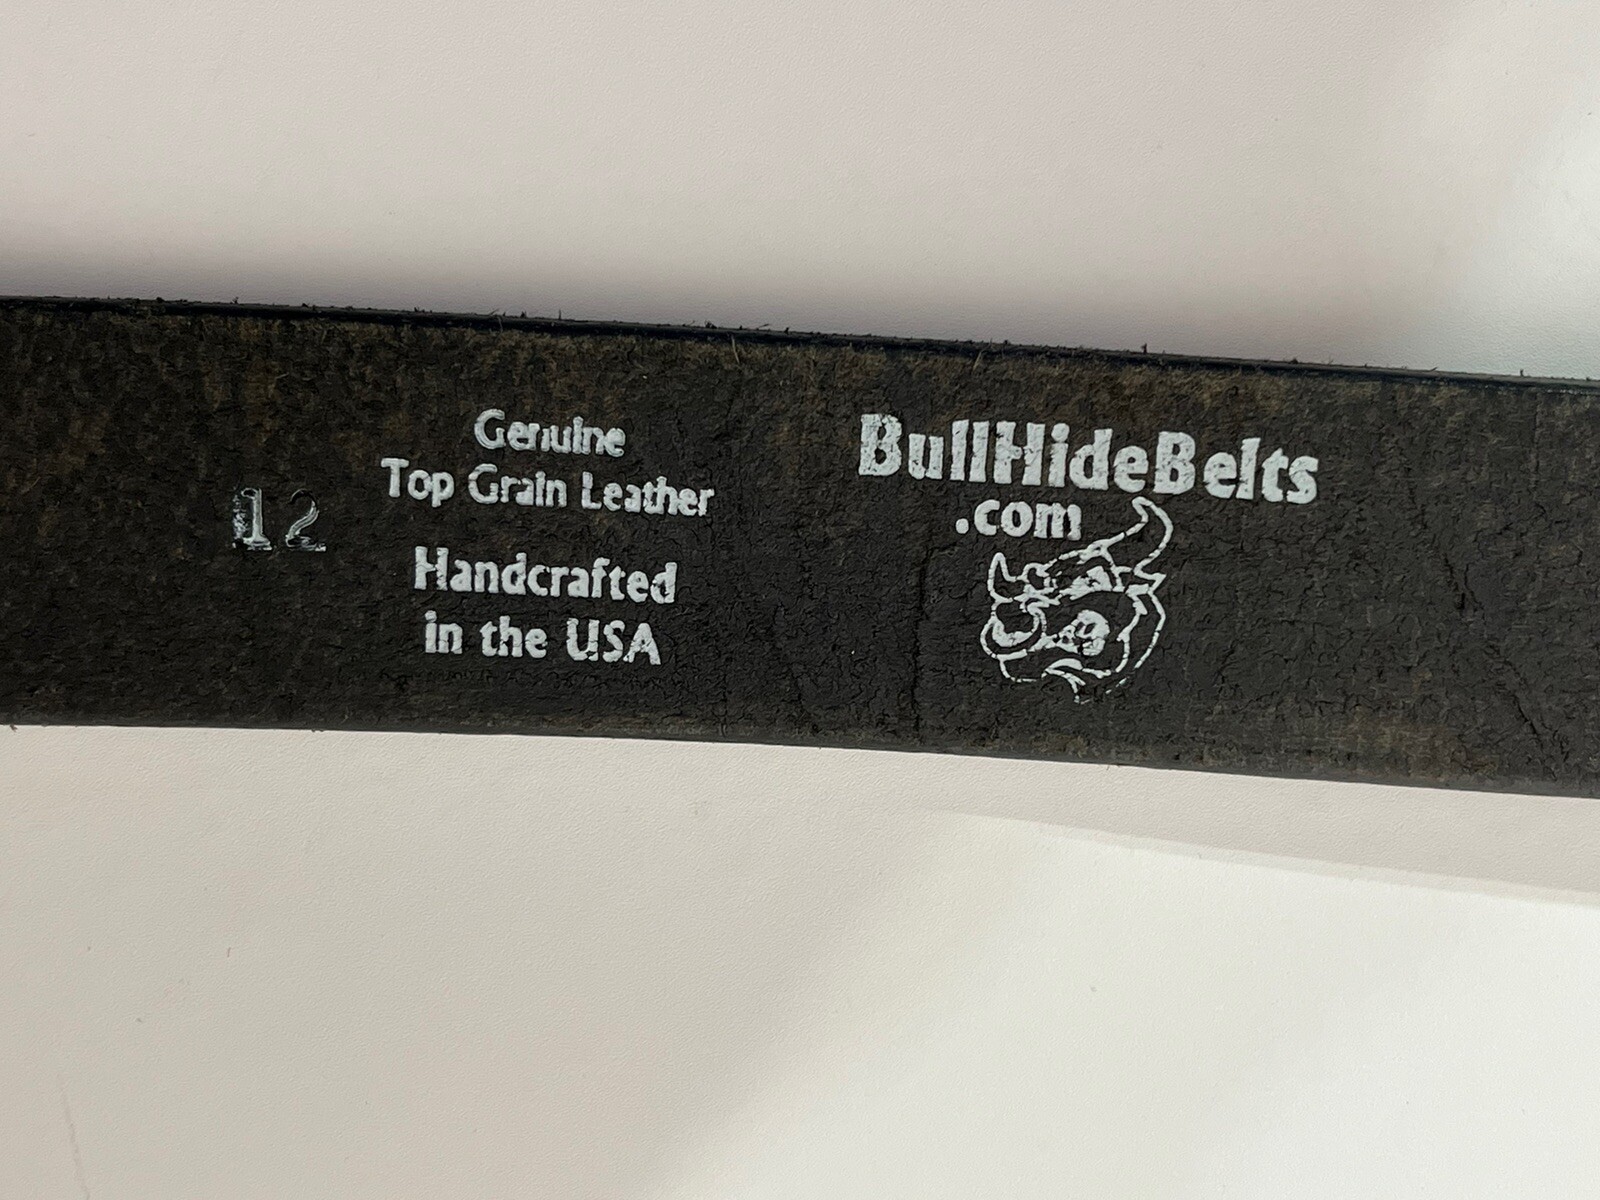 12
Genuine
Top Grain Leather
Handcrafted
in the USA
BullHideBelts
.com